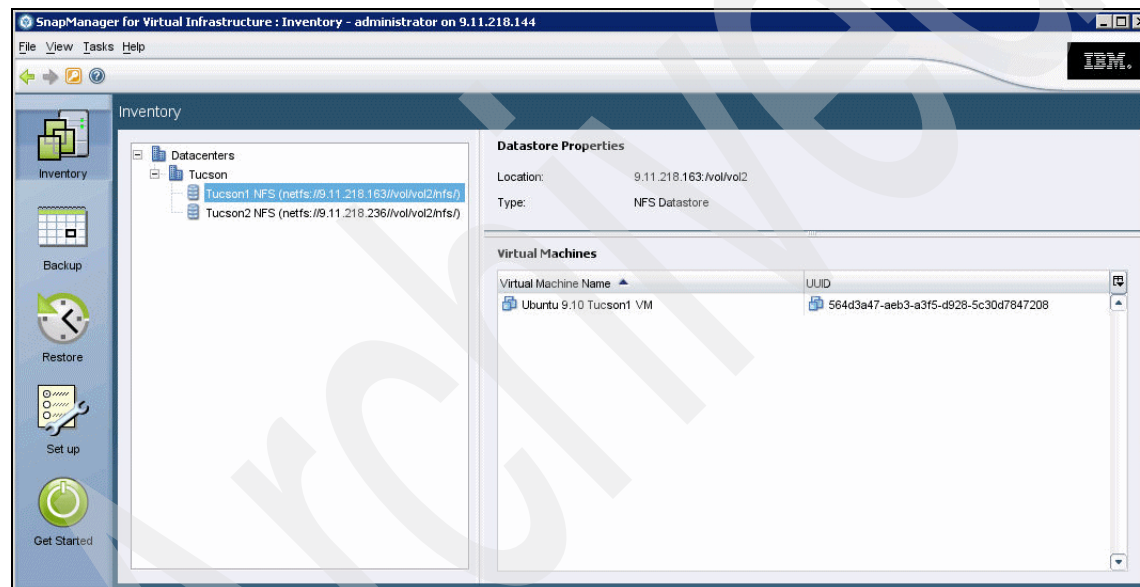 SnapManager for Virtual Infrastructure : Inventory - administrator on 9.11.218.144
File View Tasks Help
IBM.
Inventory
Inventory
Backup
Restore
Set up
Get Started
Datacenters
Tucson
Tucson1 NFS (netfs://9.11.218.163//vol/vol2/nfs/)
Tucson2 NFS (netfs://9.11.218.236//vol/vol2/nfs/)
Datastore Properties
Location: 9.11.218.163:/vol/vol2
Type: NFS Datastore
Virtual Machines
Virtual Machine Name UUID
Ubuntu 9.10 Tucson1 VM 564d3a47-aeb3-a3f5-d928-5c30d7847208
Archived